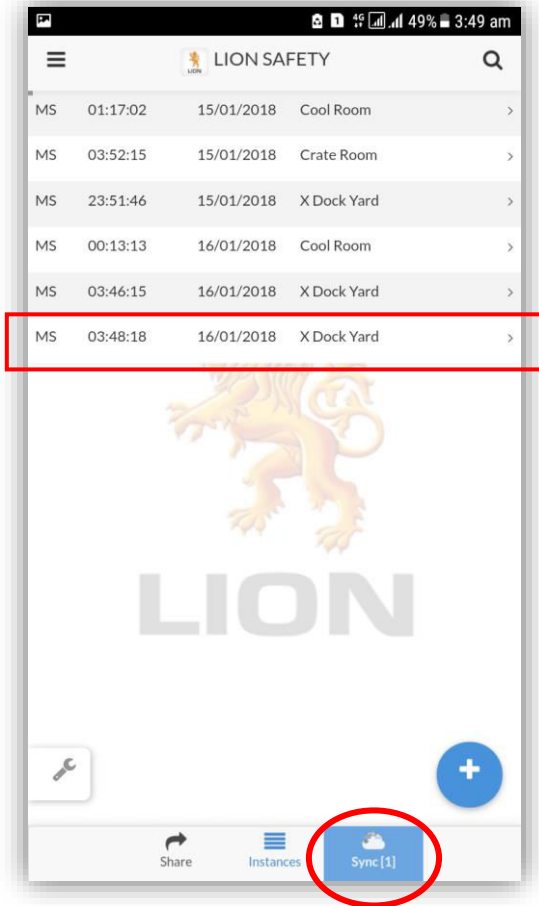 1 4G 49% 3:49 am
LION LION SAFETY
MS 01:17:02 15/01/2018 Cool Room
MS 03:52:15 15/01/2018 Crate Room
MS 23:51:46 15/01/2018 X Dock Yard
MS 00:13:13 16/01/2018 Cool Room
MS 03:46:15 16/01/2018 X Dock Yard
MS 03:48:18 16/01/2018 X Dock Yard
LION
Share Instances Sync[1]